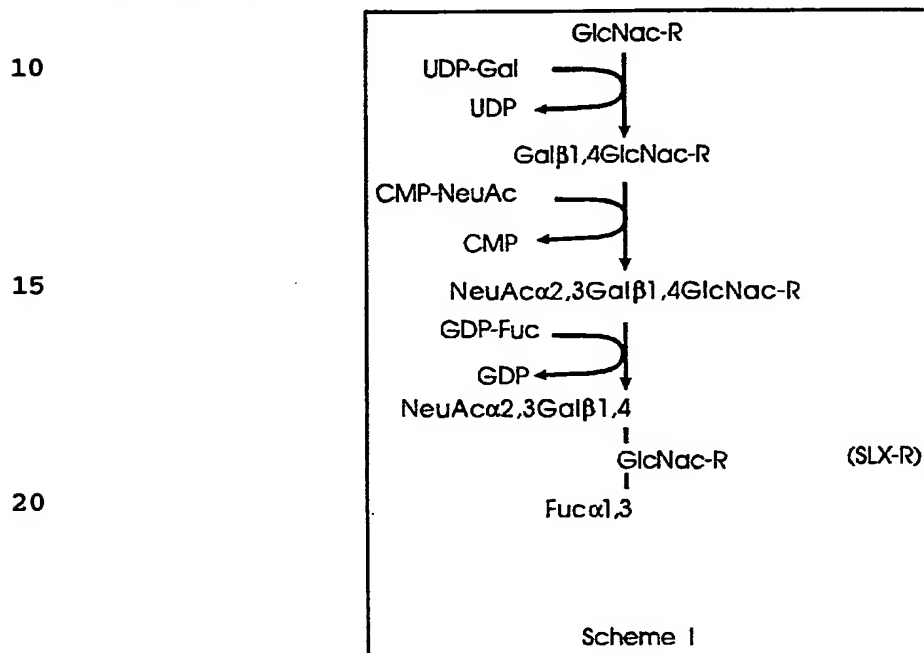 GlcNac-R
10
UDP-Gal
UDP
Galβ1,4GlcNac-R
CMP-NeuAc
CMP
15
NeuAcα2,3Galβ1,4GlcNac-R
GDP-Fuc
GDP
NeuAcα2,3Galβ1,4
GlcNac-R (SLX-R)
20
Fucα1,3
Scheme I